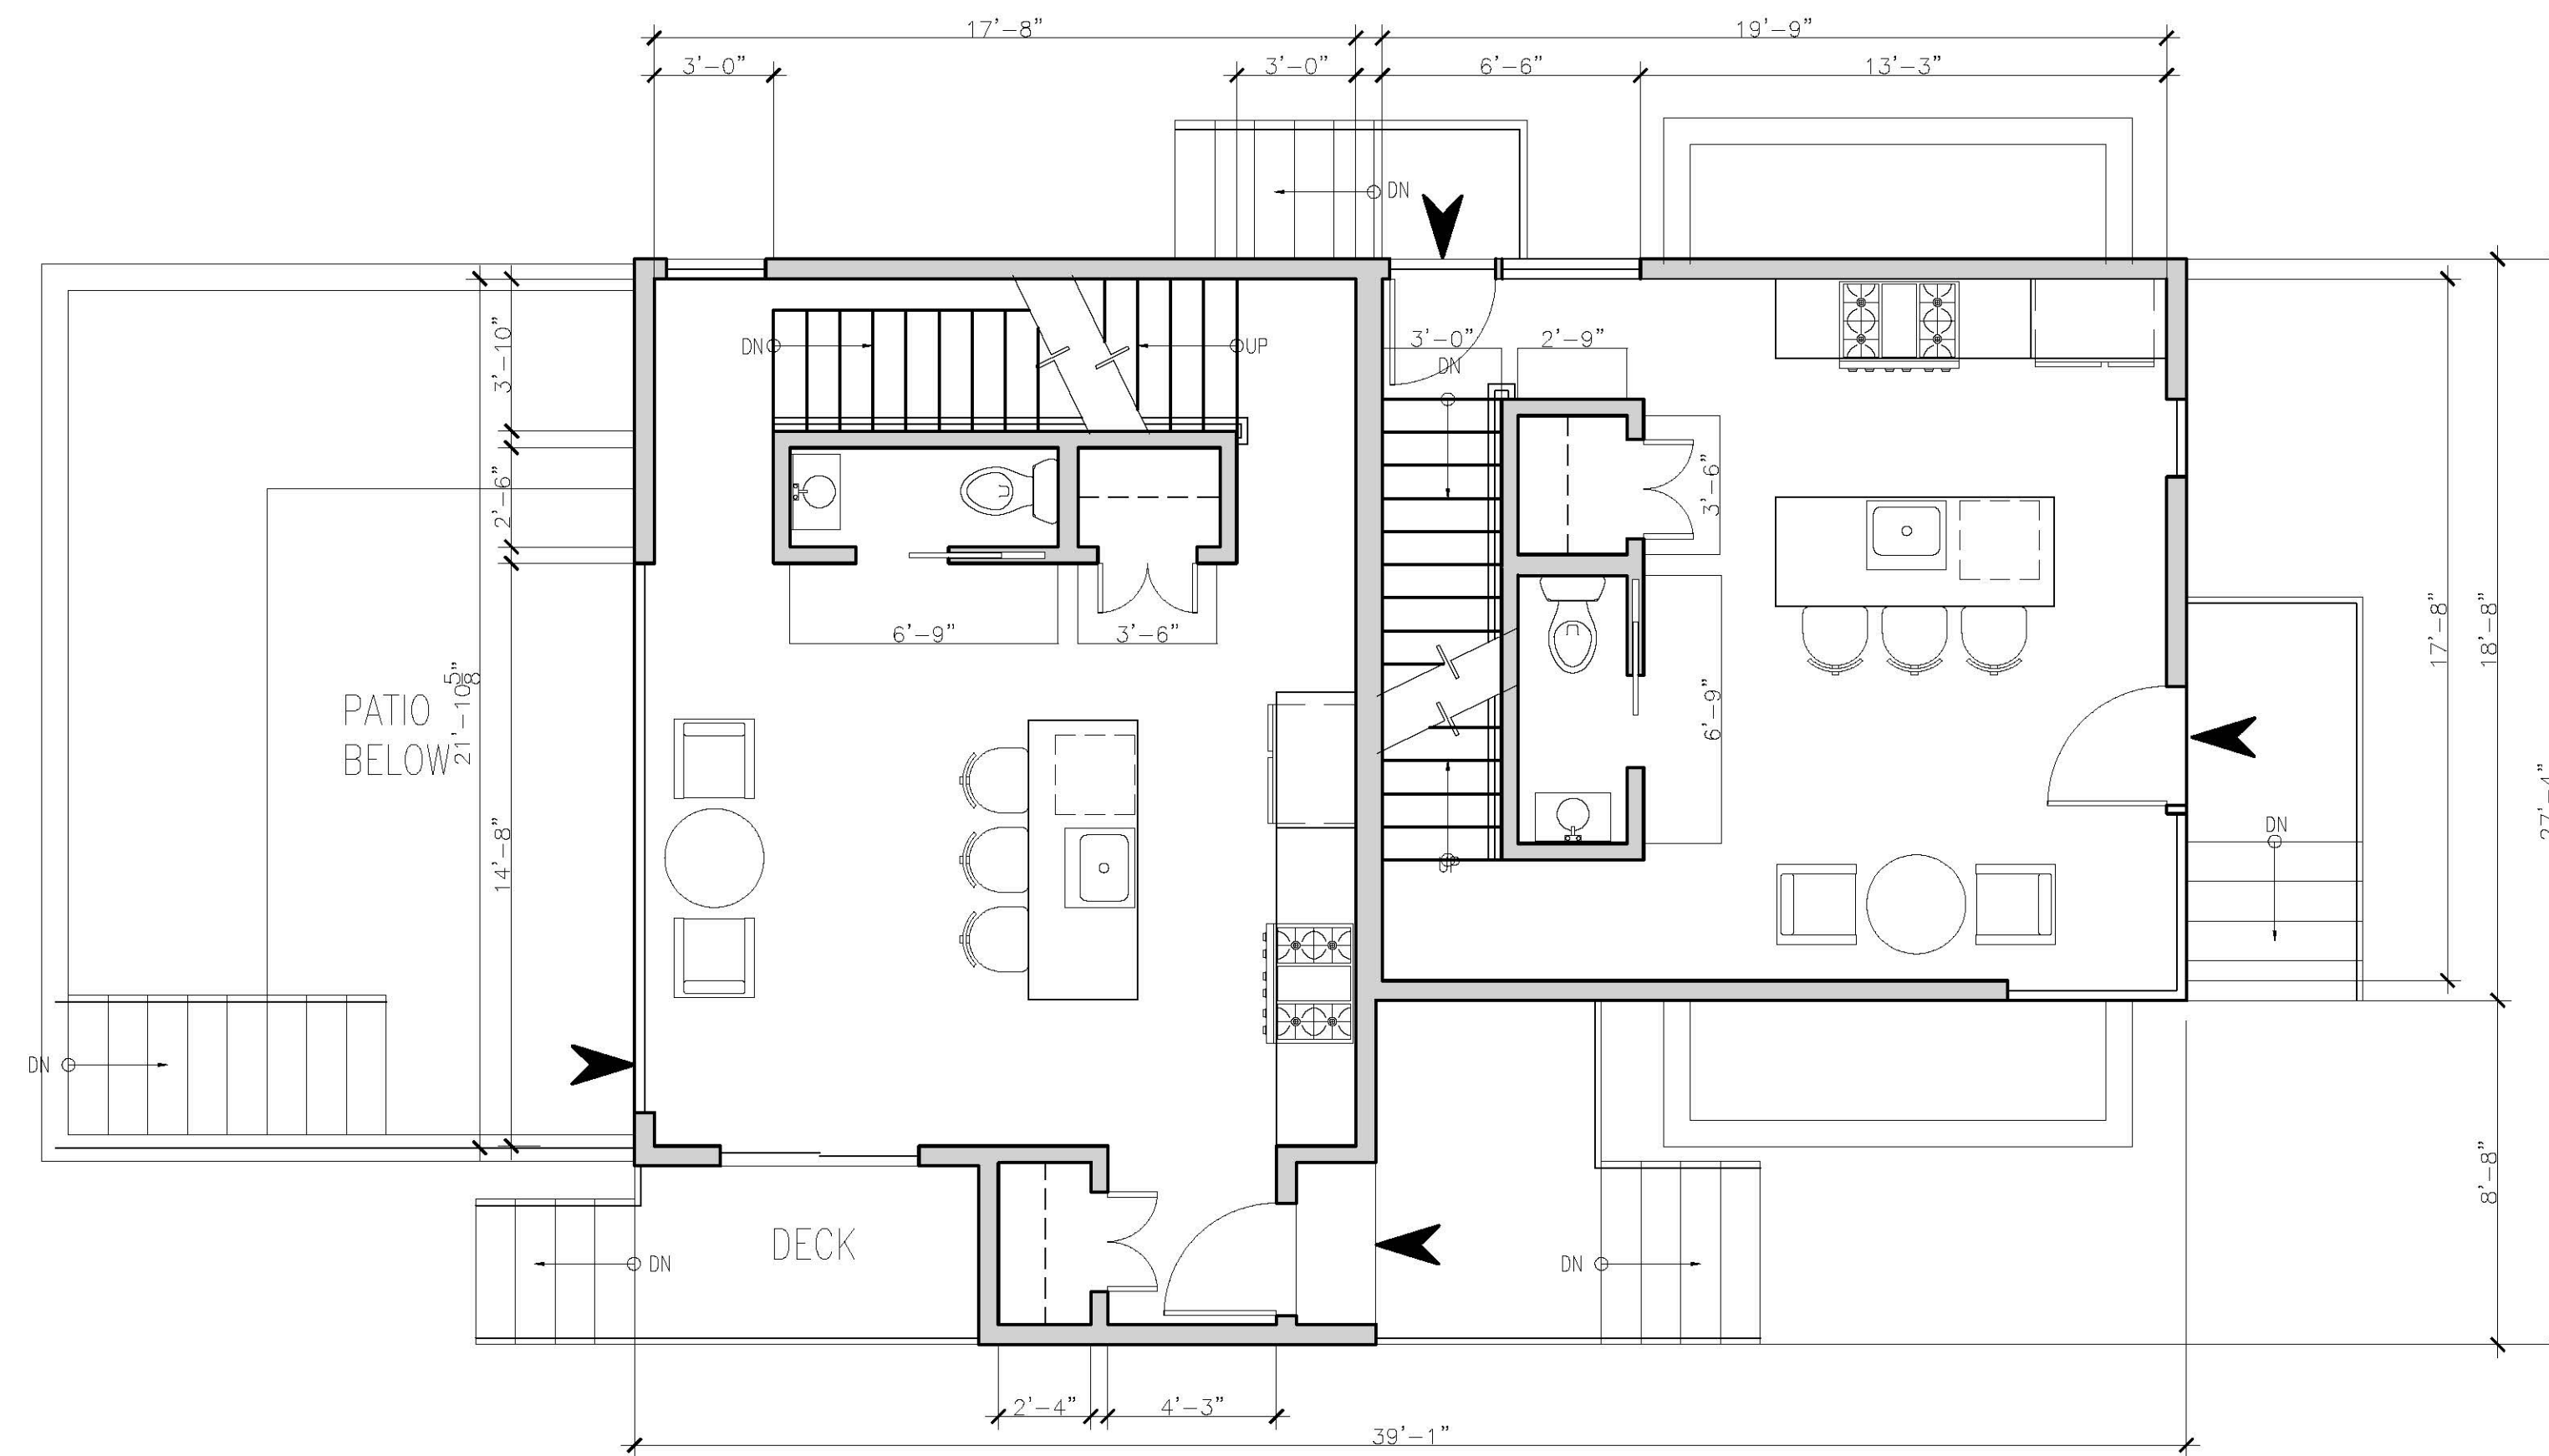 17'-8"
19'-9"
3'-0"
3'-0"
6'-6"
13'-3"
DN
3'-10"
DN
UP
3'-0"
2'-9"
DN
2'-6"
3'-6"
6'-9"
3'-6"
17'-8"
18'-8"
PATIO
BELOW
21'-10 5/8"
6'-9"
27'-4"
14'-8"
DN
UP
DN
8'-8"
DECK
DN
DN
2'-4"
4'-3"
39'-1"